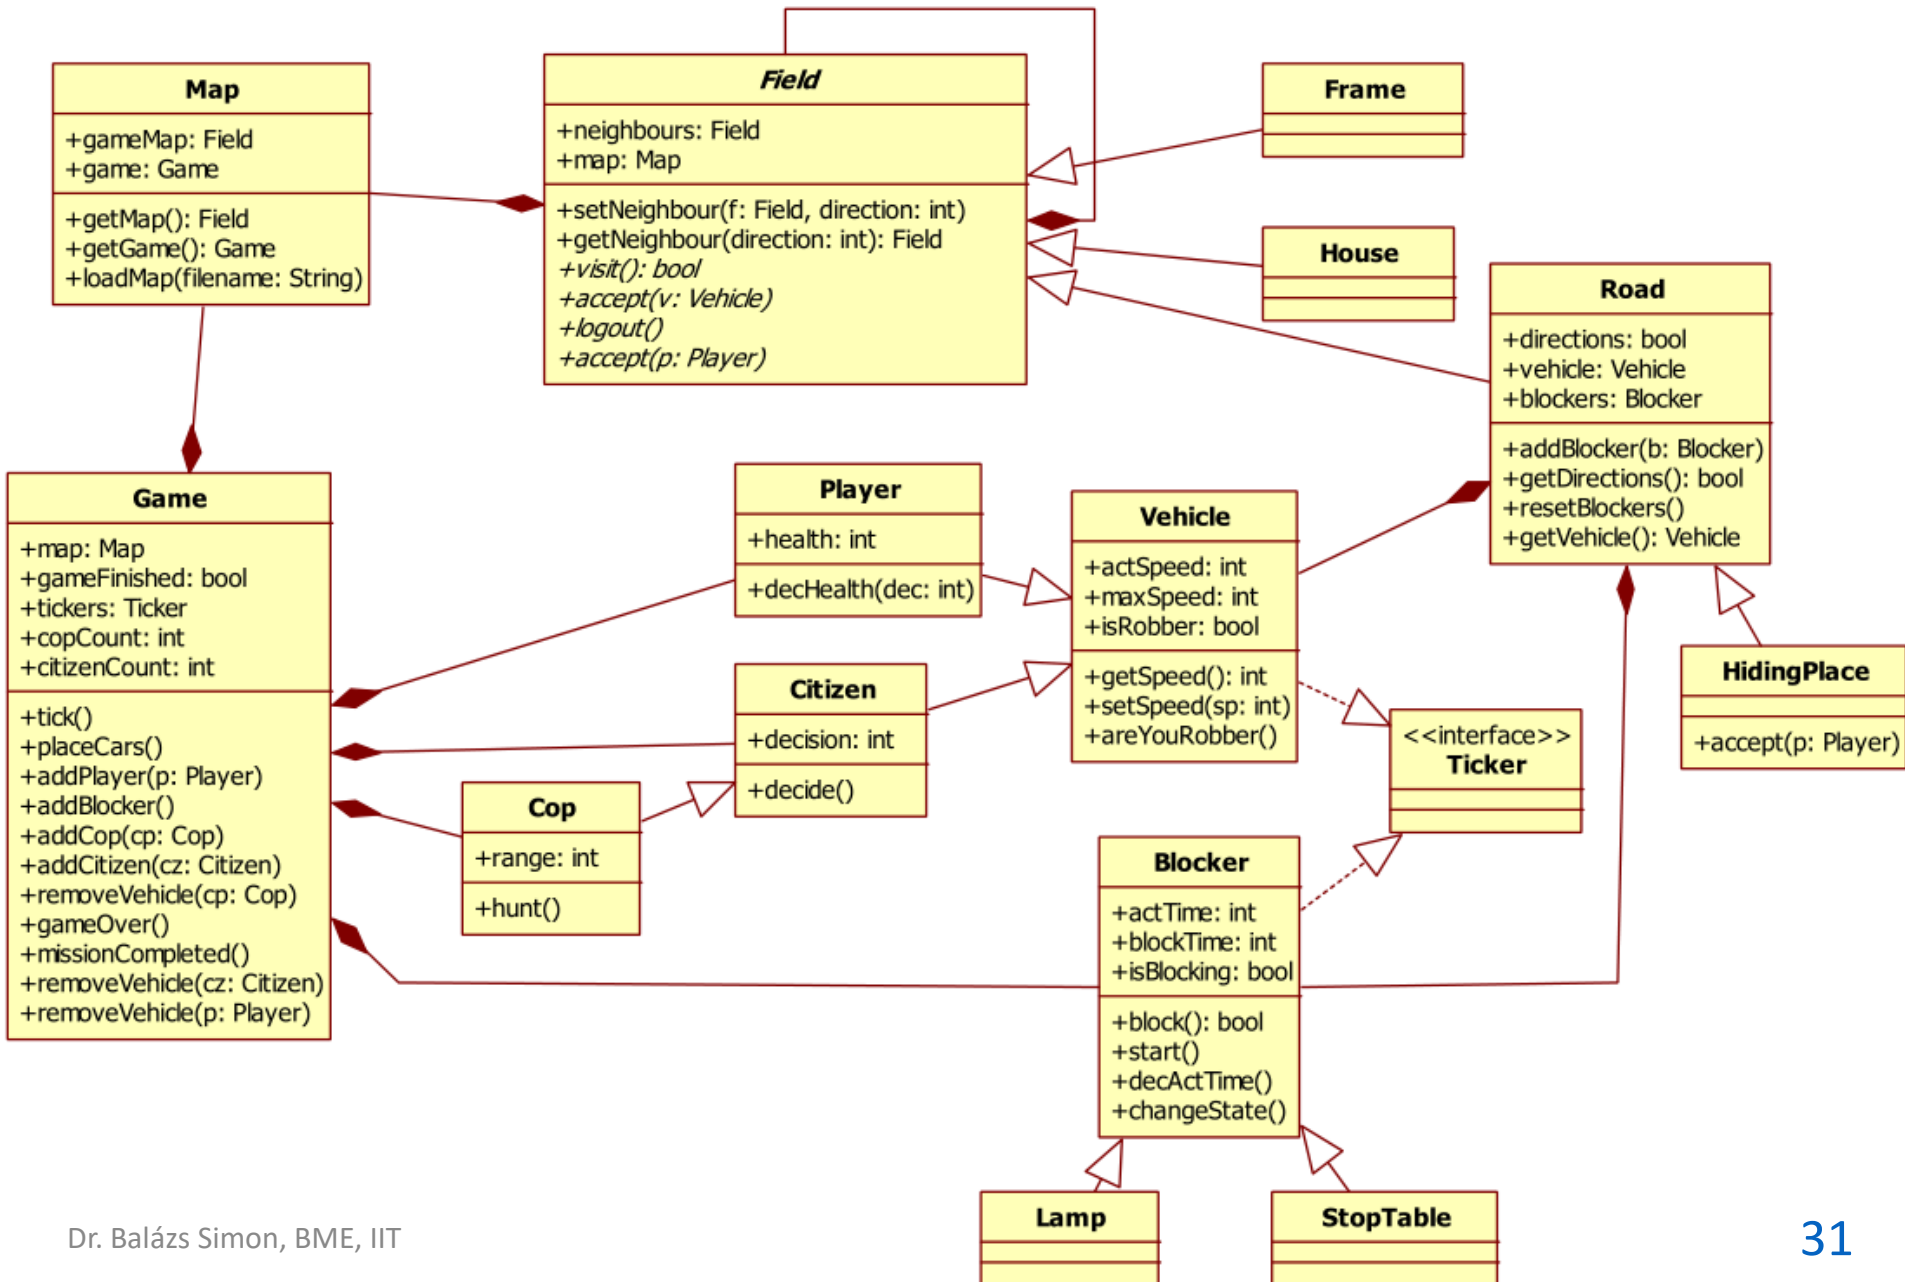 Map
+gameMap: Field
+game: Game
+getMap(): Field
+getGame(): Game
+loadMap(filename: String)
Field
+neighbours: Field
+map: Map
+setNeighbour(f: Field, direction: int)
+getNeighbour(direction: int): Field
+visit(): bool
+accept(v: Vehicle)
+logout()
+accept(p: Player)
Frame
House
Road
+directions: bool
+vehicle: Vehicle
+blockers: Blocker
+addBlocker(b: Blocker)
+getDirections(): bool
+resetBlockers()
+getVehicle(): Vehicle
Game
+map: Map
+gameFinished: bool
+tickers: Ticker
+copCount: int
+citizenCount: int
+tick()
+placeCars()
+addPlayer(p: Player)
+addBlocker()
+addCop(cp: Cop)
+addCitizen(cz: Citizen)
+removeVehicle(cp: Cop)
+gameOver()
+missionCompleted()
+removeVehicle(cz: Citizen)
+removeVehicle(p: Player)
Player
+health: int
+decHealth(dec: int)
Vehicle
+actSpeed: int
+maxSpeed: int
+isRobber: bool
+getSpeed(): int
+setSpeed(sp: int)
+areYouRobber()
Citizen
+decision: int
+decide()
Cop
+range: int
+hunt()
HidingPlace
+accept(p: Player)
<<interface>>
Ticker
Blocker
+actTime: int
+blockTime: int
+isBlocking: bool
+block(): bool
+start()
+decActTime()
+changeState()
Lamp
StopTable
Dr. Balázs Simon, BME, IIT
31